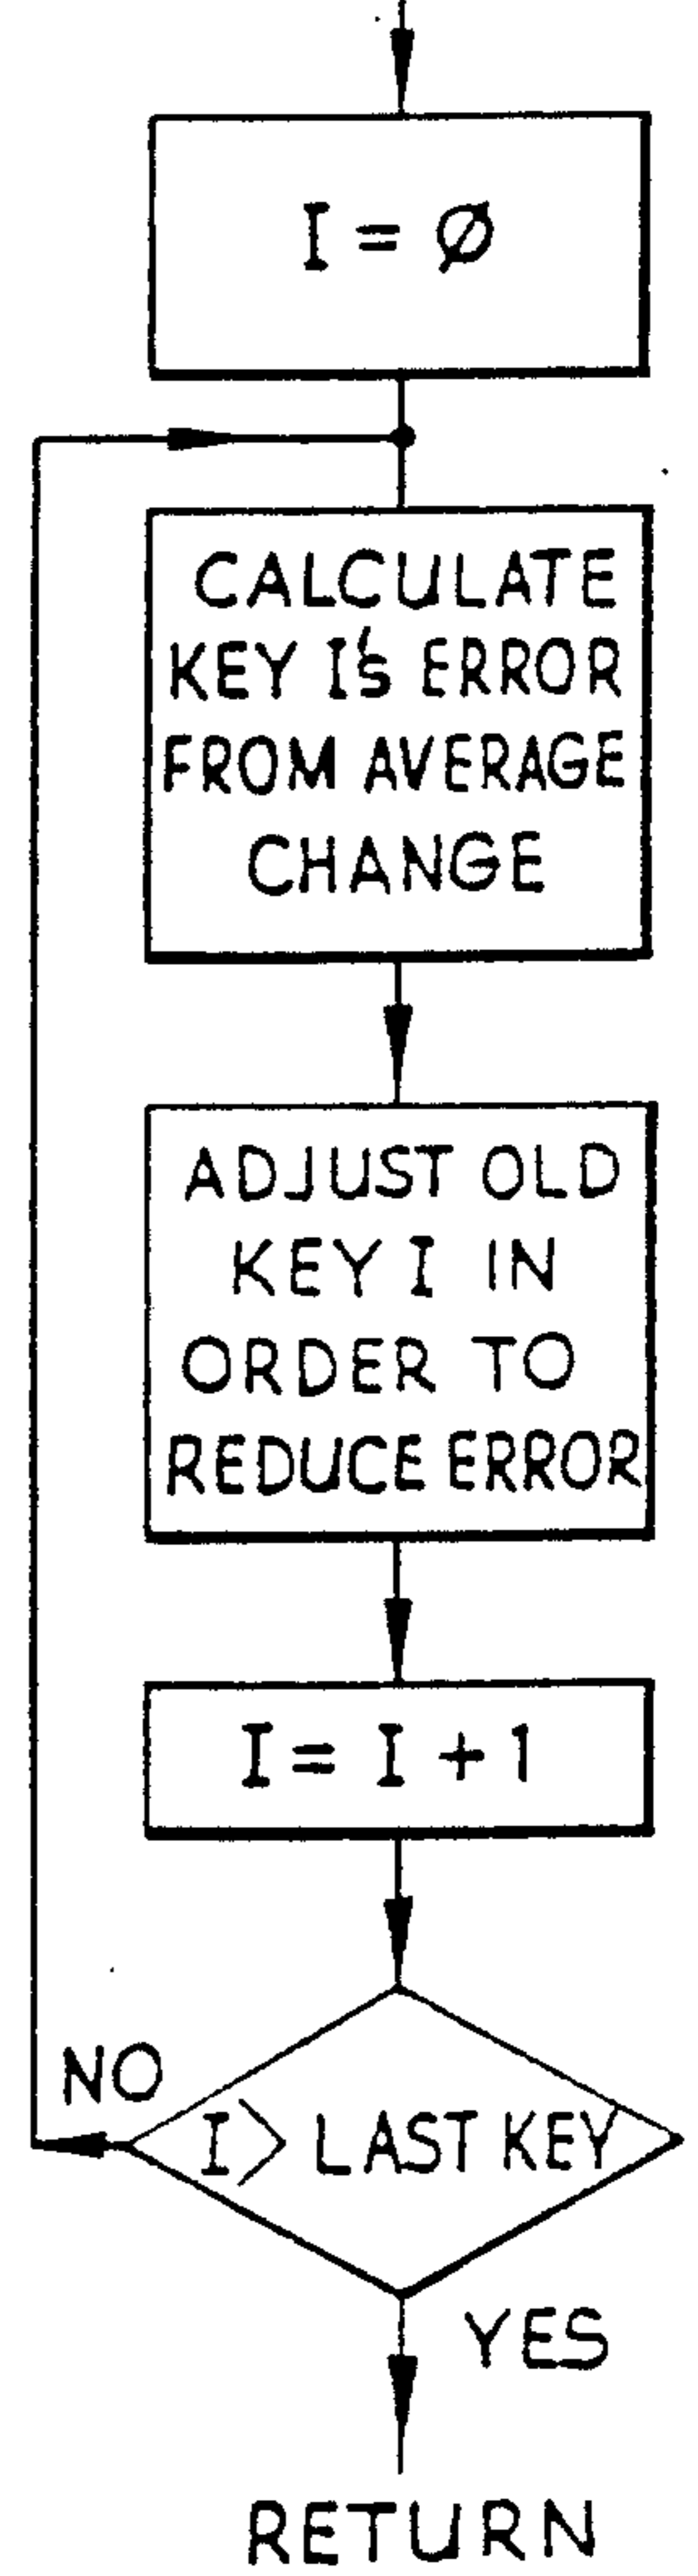 I = Ø
CALCULATE
KEY I's ERROR
FROM AVERAGE
CHANGE
ADJUST OLD
KEY I IN
ORDER TO
REDUCE ERROR
I = I + 1
NO
I > LAST KEY
YES
RETURN